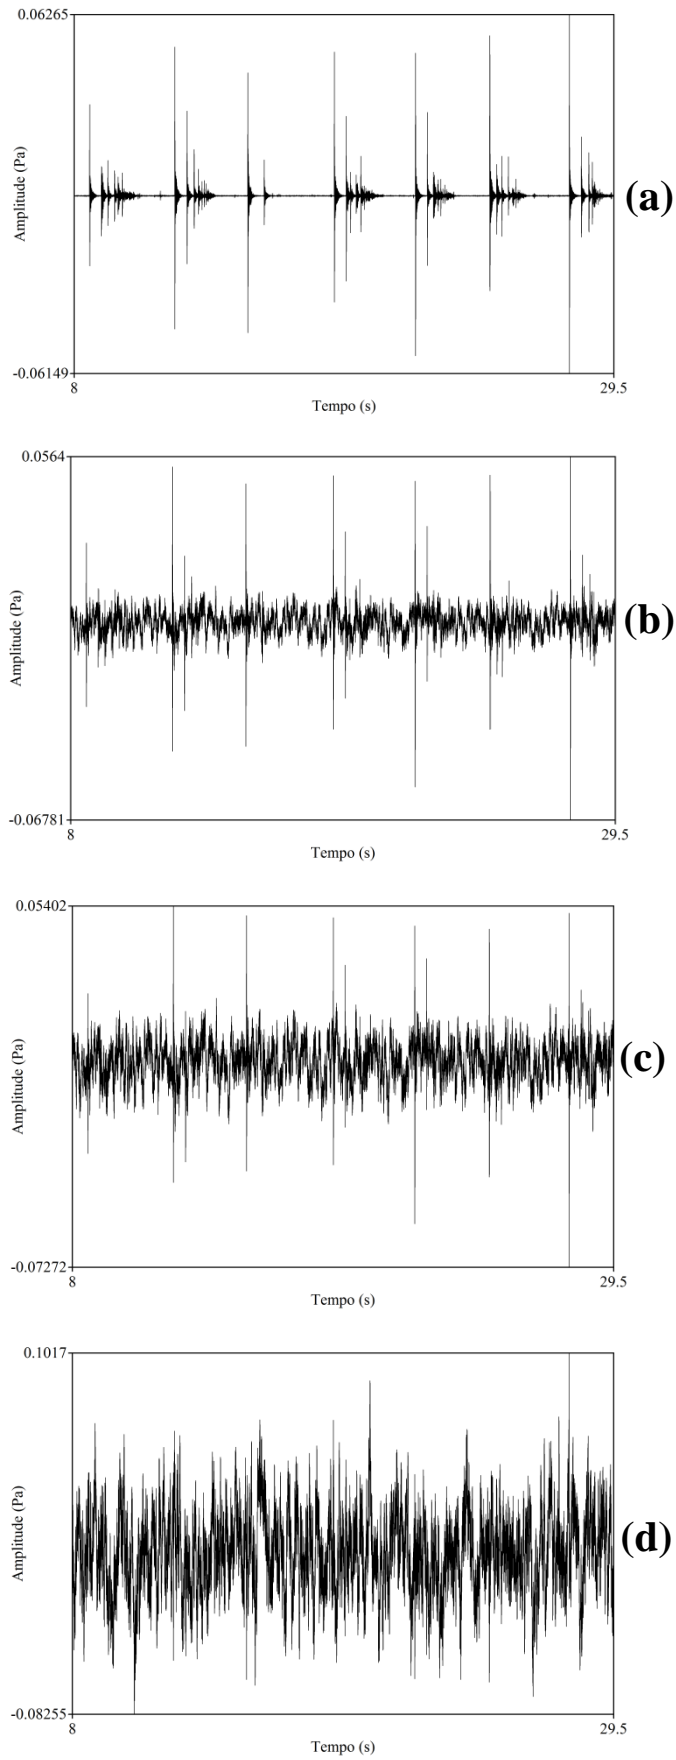 0.06265
Amplitude (Pa)
(a)
-0.06149
8
29.5
Tempo (s)
0.0564
Amplitude (Pa)
(b)
-0.06781
8
29.5
Tempo (s)
0.05402
Amplitude (Pa)
(c)
-0.07272
8
29.5
Tempo (s)
0.1017
Amplitude (Pa)
(d)
-0.08255
8
29.5
Tempo (s)